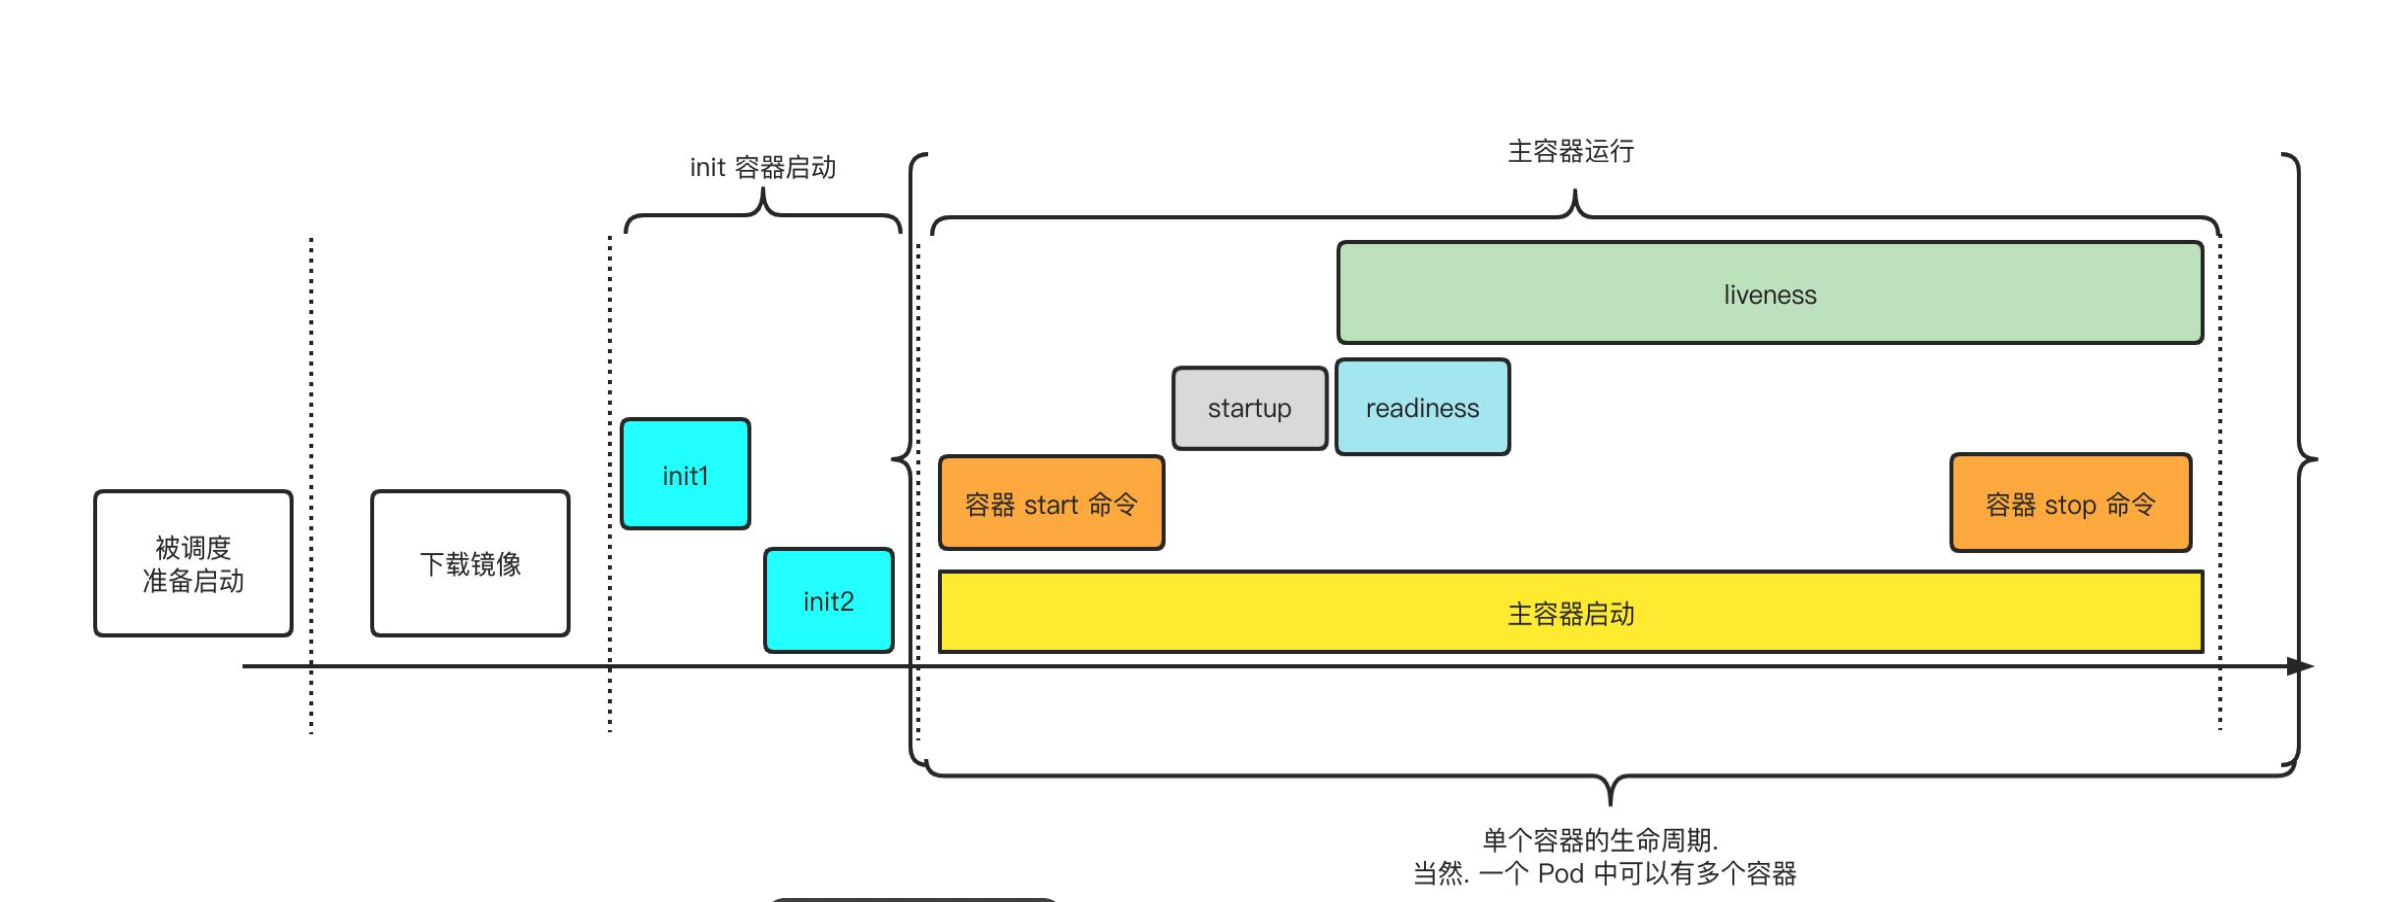 init 容器启动
主容器运行
liveness
startup
readiness
init1
容器 start 命令
容器 stop 命令
被调度
准备启动
下载镜像
init2
主容器启动
单个容器的生命周期.
当然. 一个 Pod 中可以有多个容器